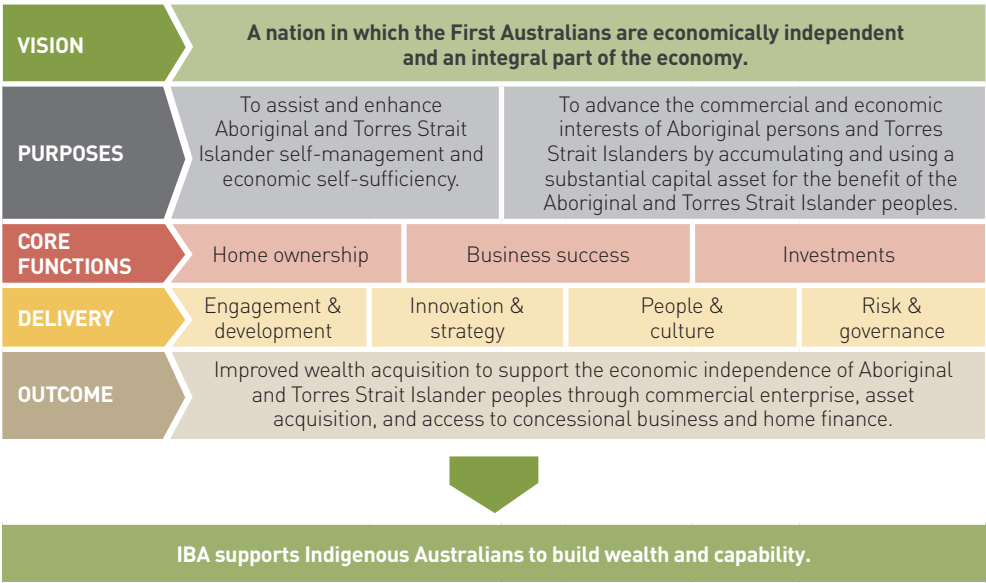 VISION
A nation in which the First Australians are economically independent
and an integral part of the economy.
PURPOSES
To assist and enhance
Aboriginal and Torres Strait
Islander self-management and
economic self-sufficiency.
To advance the commercial and economic
interests of Aboriginal persons and Torres
Strait Islanders by accumulating and using a
substantial capital asset for the benefit of the
Aboriginal and Torres Strait Islander peoples.
CORE
FUNCTIONS
Home ownership
Business success
Investments
DELIVERY
Engagement &
development
Innovation &
strategy
People &
culture
Risk &
governance
OUTCOME
Improved wealth acquisition to support the economic independence of Aboriginal
and Torres Strait Islander peoples through commercial enterprise, asset
acquisition, and access to concessional business and home finance.
IBA supports Indigenous Australians to build wealth and capability.